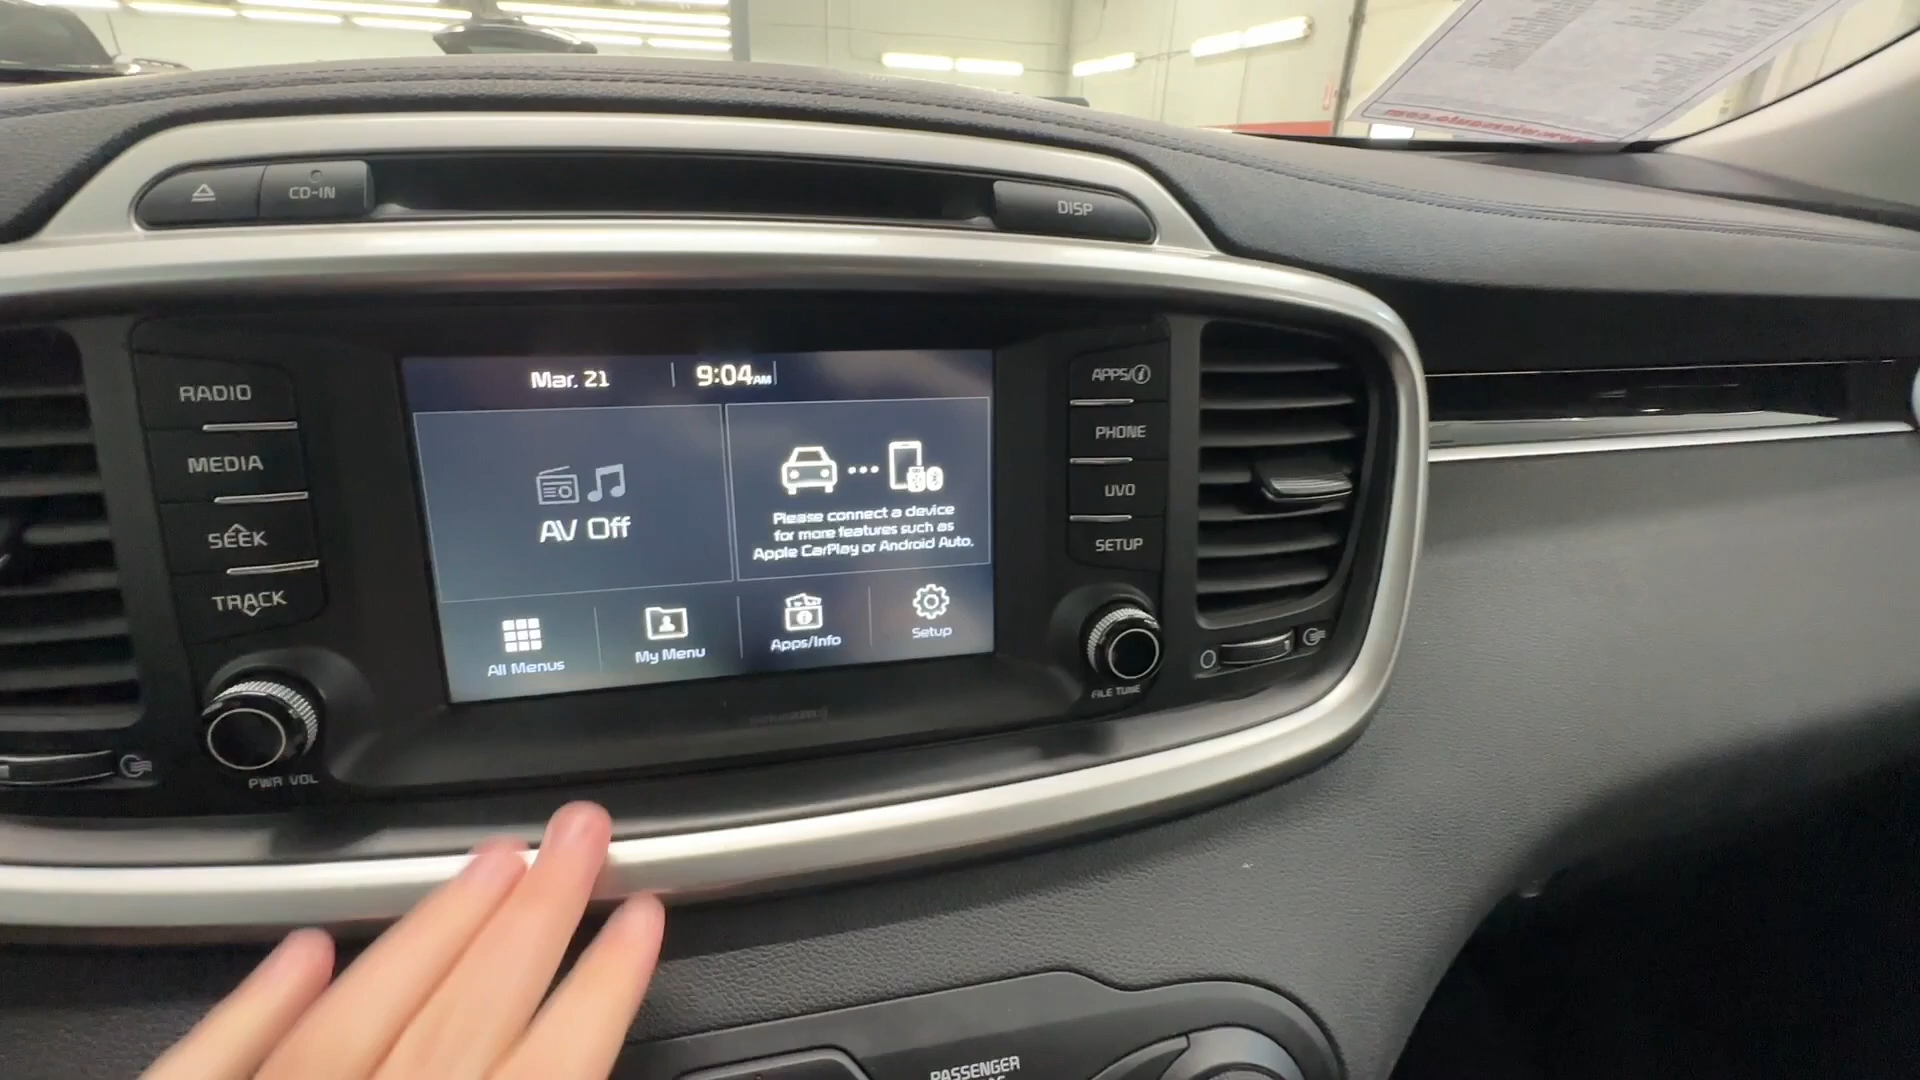 CD-IN
DISP
RADIO
MEDIA
SEEK
TRACK
PWR VOL
Mar. 21
9:04 AM
AV Off
Please connect a device
for more features such as
Apple CarPlay or Android Auto.
All Menus
My Menu
Apps/Info
Setup
APPS/i
PHONE
UVO
SETUP
FILE TUNE
PASSENGER